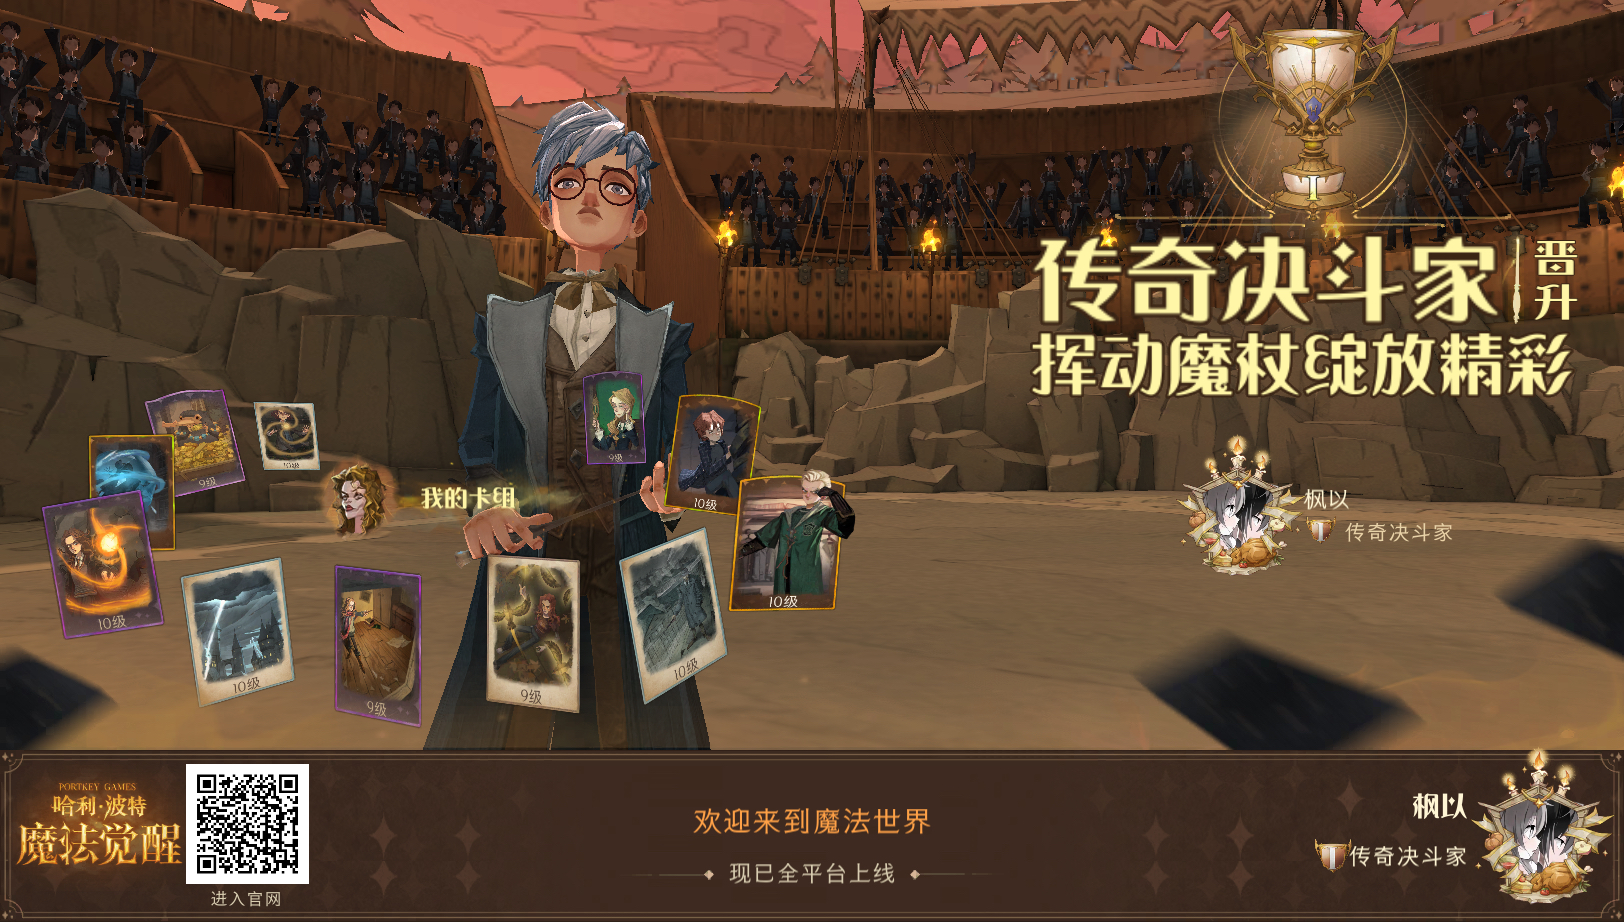 I
传奇决斗家
晋升
挥动魔杖绽放精彩
枫以
I
传奇决斗家
我的卡组
9级
10级
9级
10级
10级
10级
10级
9级
9级
10级
PORTKEY GAMES
哈利·波特
魔法觉醒
进入官网
欢迎来到魔法世界
现已全平台上线
枫以
I
传奇决斗家